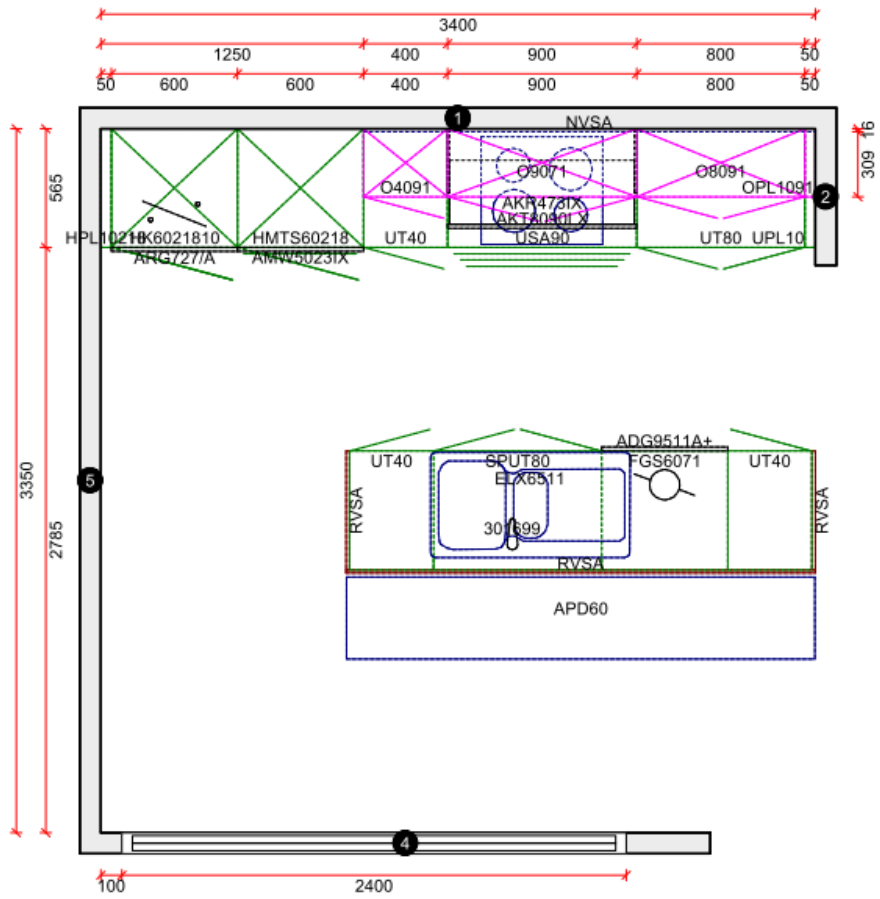 3400
1250 400 900 800
50 600 600 400 900 800 50
1
NVSA
16
309
565
O4091 O9071 O8091
OPL1091
2
AKR473IX
AKT8090LX
HK6021810 HMTS60218 UT40 USA90 UT80 UPL10
ARG727/A AMW5023IX
ADG9511A+
UT40 SPUT80 FGS6071 UT40
ELX6511
5
3350
2785
RVSA
301699
RVSA
RVSA
APD60
4
100 2400